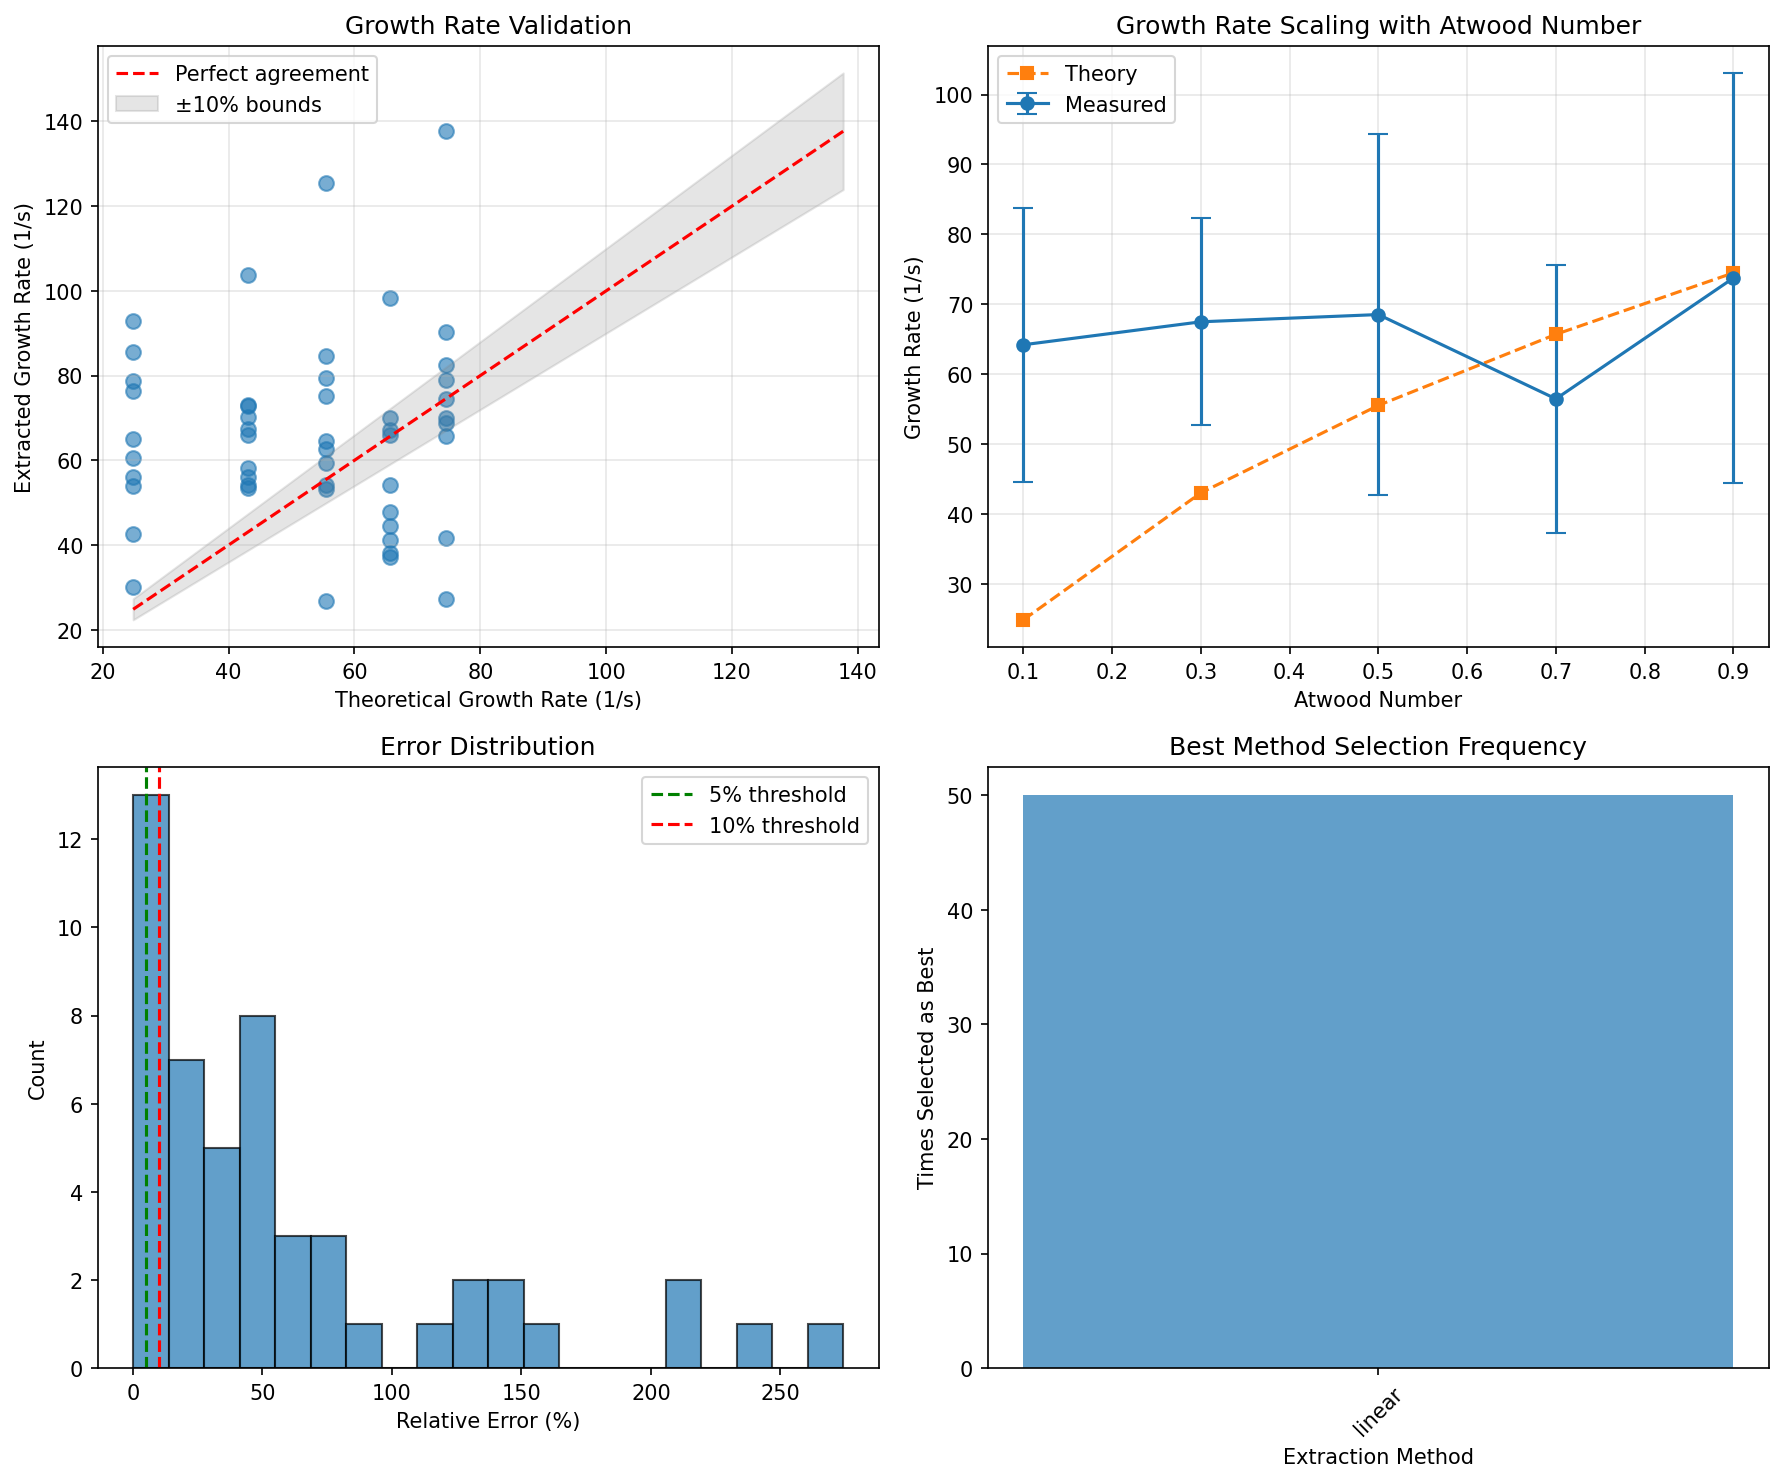 Growth Rate Validation
Perfect agreement
±10% bounds
Extracted Growth Rate (1/s)
140
120
100
80
60
40
20
20 40 60 80 100 120 140
Theoretical Growth Rate (1/s)
Growth Rate Scaling with Atwood Number
Theory
Measured
Growth Rate (1/s)
100
90
80
70
60
50
40
30
0.1 0.2 0.3 0.4 0.5 0.6 0.7 0.8 0.9
Atwood Number
Error Distribution
5% threshold
10% threshold
Count
12
10
8
6
4
2
0
0 50 100 150 200 250
Relative Error (%)
Best Method Selection Frequency
Times Selected as Best
50
40
30
20
10
0
linear
Extraction Method